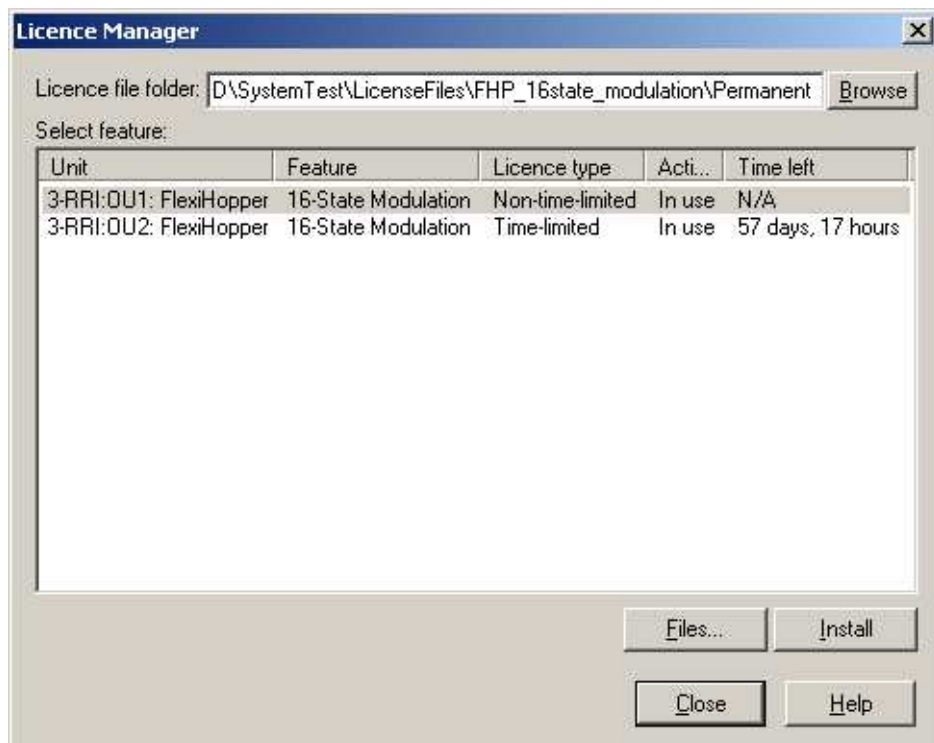 Licence Manager
Licence file folder: D\SystemTest\LicenseFiles\FHP_16state_modulation\Permanent Browse
Select feature:
Unit Feature Licence type Acti... Time left
3-RRI:OU1: FlexiHopper 16-State Modulation Non-time-limited In use N/A
3-RRI:OU2: FlexiHopper 16-State Modulation Time-limited In use 57 days, 17 hours
Files... Install
Close Help